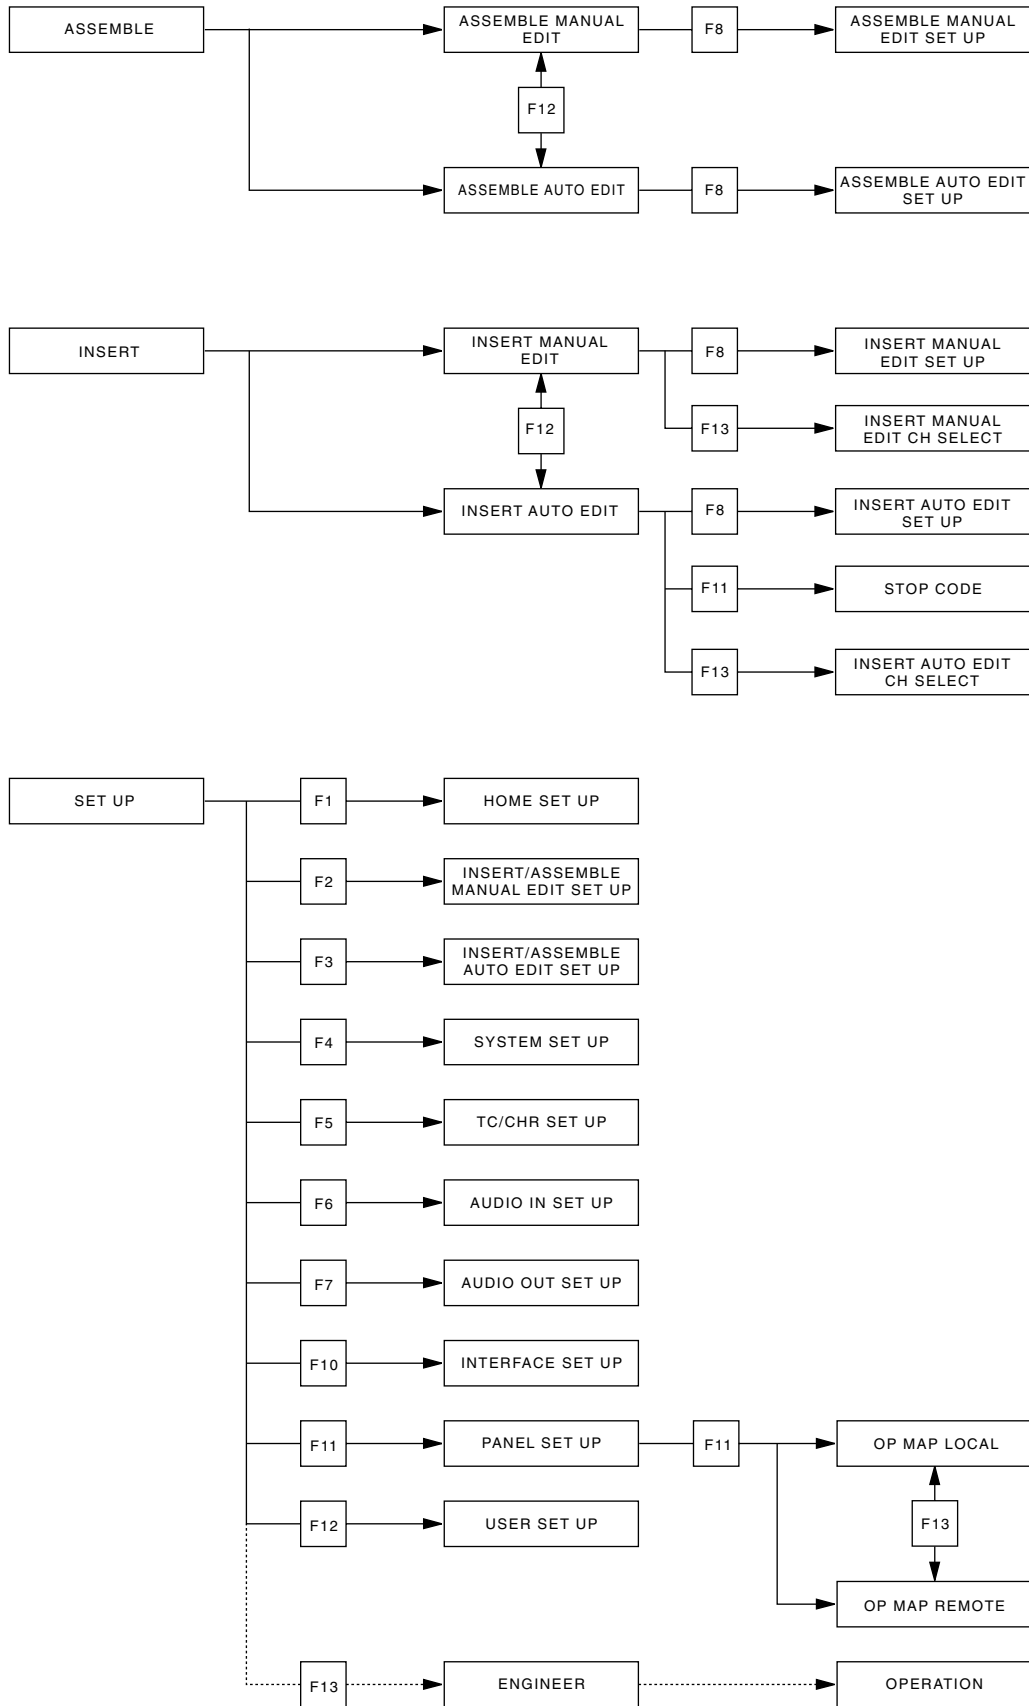 ASSEMBLE
ASSEMBLE MANUAL
EDIT
F8
ASSEMBLE MANUAL
EDIT SET UP
F12
ASSEMBLE AUTO EDIT
F8
ASSEMBLE AUTO EDIT
SET UP
INSERT
INSERT MANUAL
EDIT
F8
INSERT MANUAL
EDIT SET UP
F12
F13
INSERT MANUAL
EDIT CH SELECT
INSERT AUTO EDIT
F8
INSERT AUTO EDIT
SET UP
F11
STOP CODE
F13
INSERT AUTO EDIT
CH SELECT
SET UP
F1
HOME SET UP
F2
INSERT/ASSEMBLE
MANUAL EDIT SET UP
F3
INSERT/ASSEMBLE
AUTO EDIT SET UP
F4
SYSTEM SET UP
F5
TC/CHR SET UP
F6
AUDIO IN SET UP
F7
AUDIO OUT SET UP
F10
INTERFACE SET UP
F11
PANEL SET UP
F11
OP MAP LOCAL
F12
USER SET UP
F13
OP MAP REMOTE
F13
ENGINEER
OPERATION